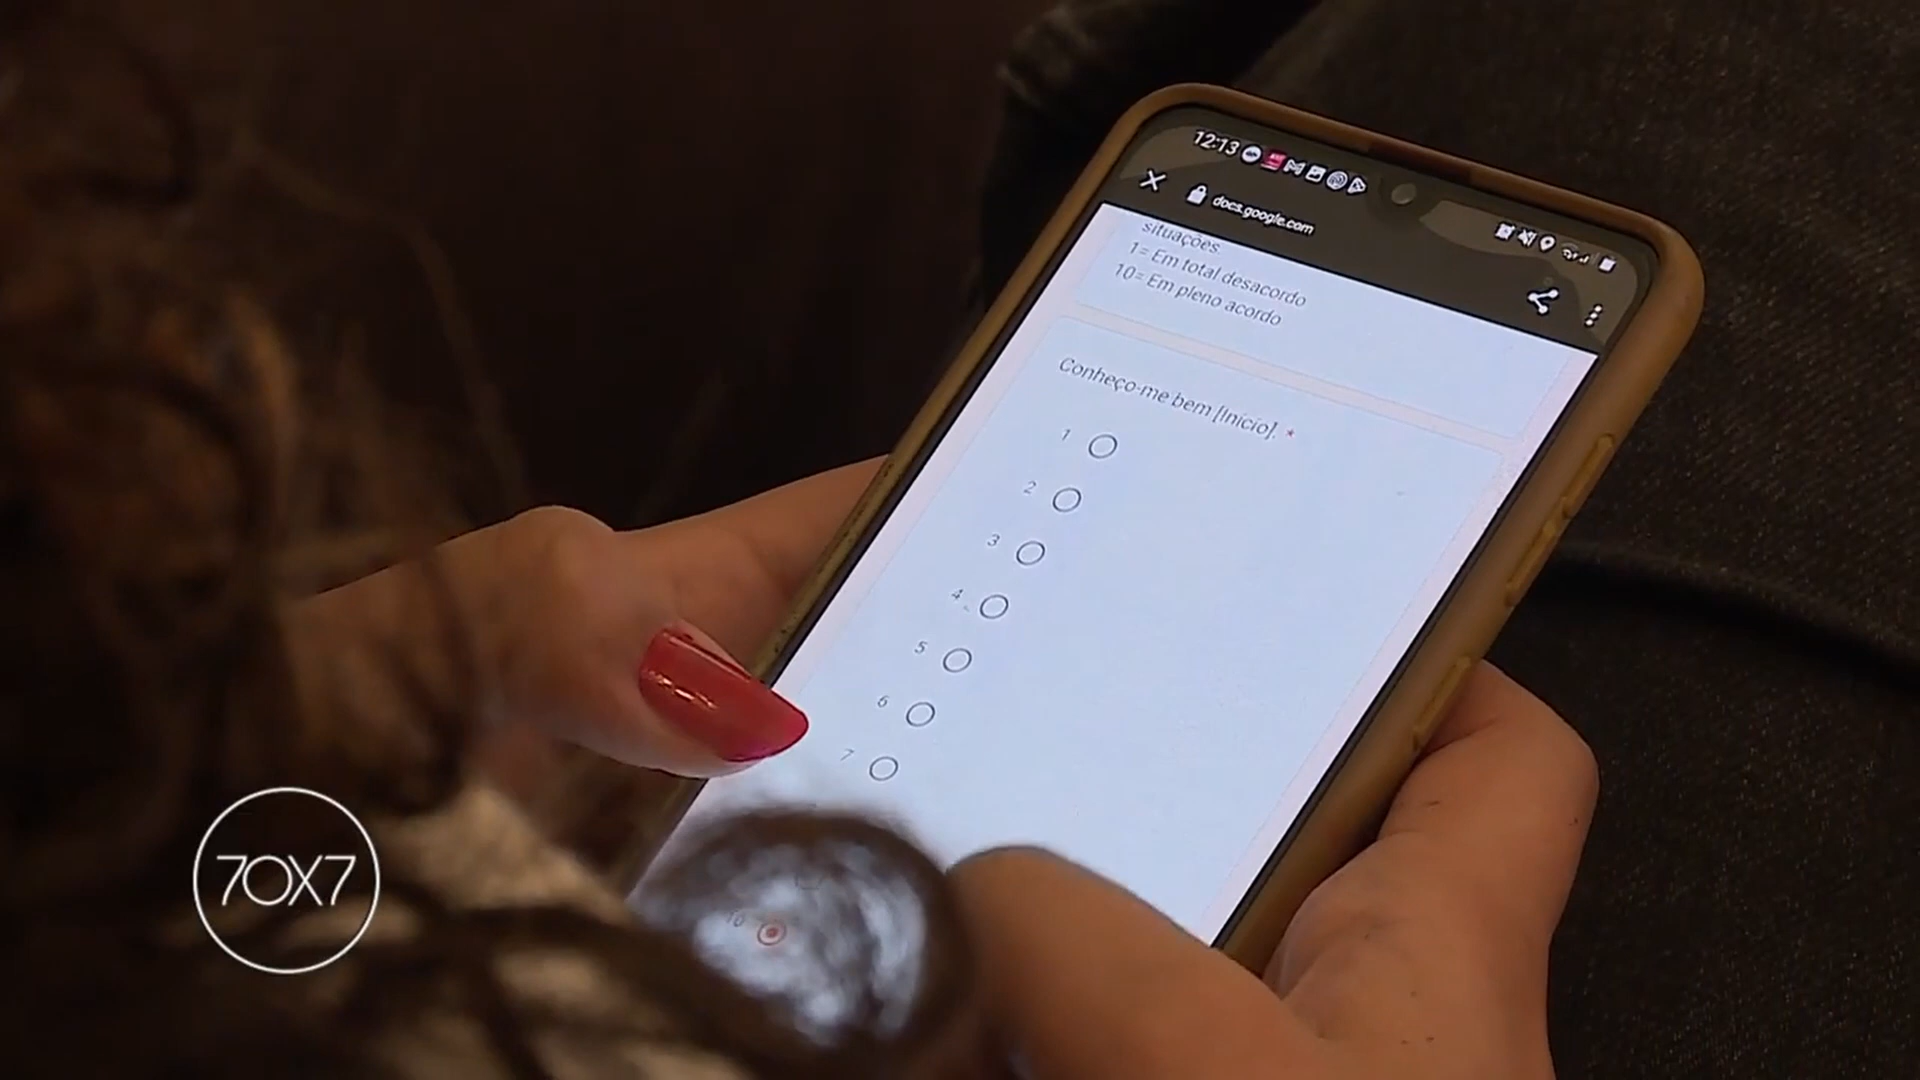 12:13
docs.google.com
situações.
1= Em total desacordo
10= Em pleno acordo
Conheço-me bem [Início]. *
1
2
3
4
5
6
7
10
70X7